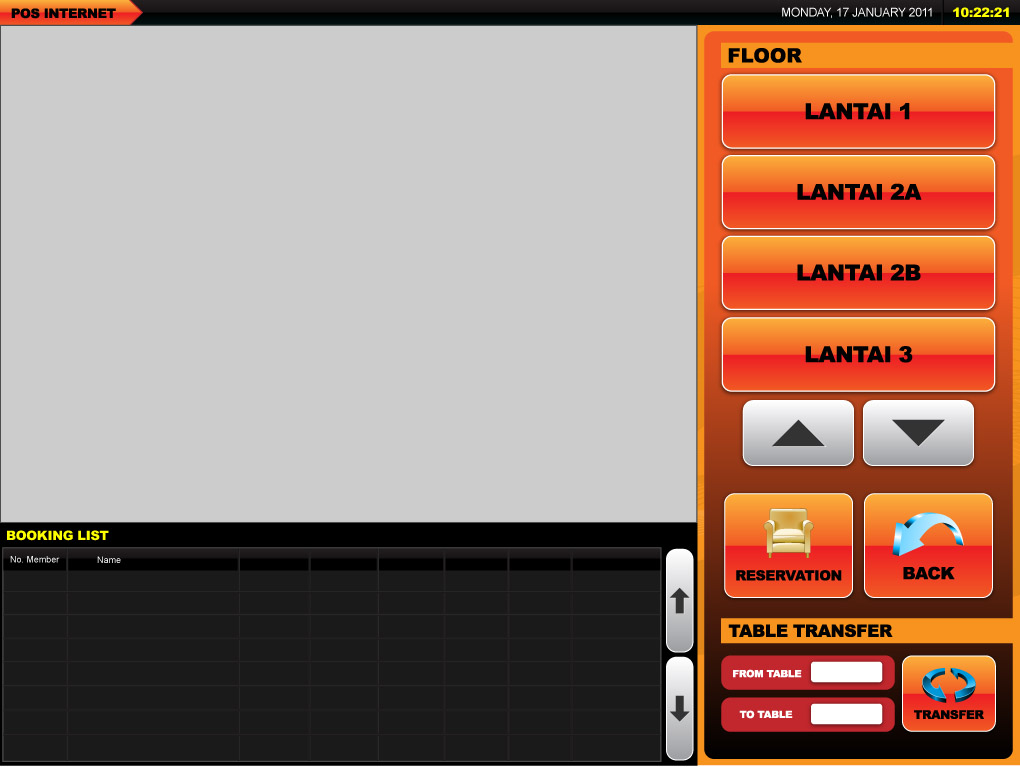 POS INTERNET
MONDAY, 17 JANUARY 2011
10:22:21
FLOOR
LANTAI 1
LANTAI 2A
LANTAI 2B
LANTAI 3
RESERVATION
BACK
BOOKING LIST
No. Member
Name
TABLE TRANSFER
FROM TABLE
TO TABLE
TRANSFER